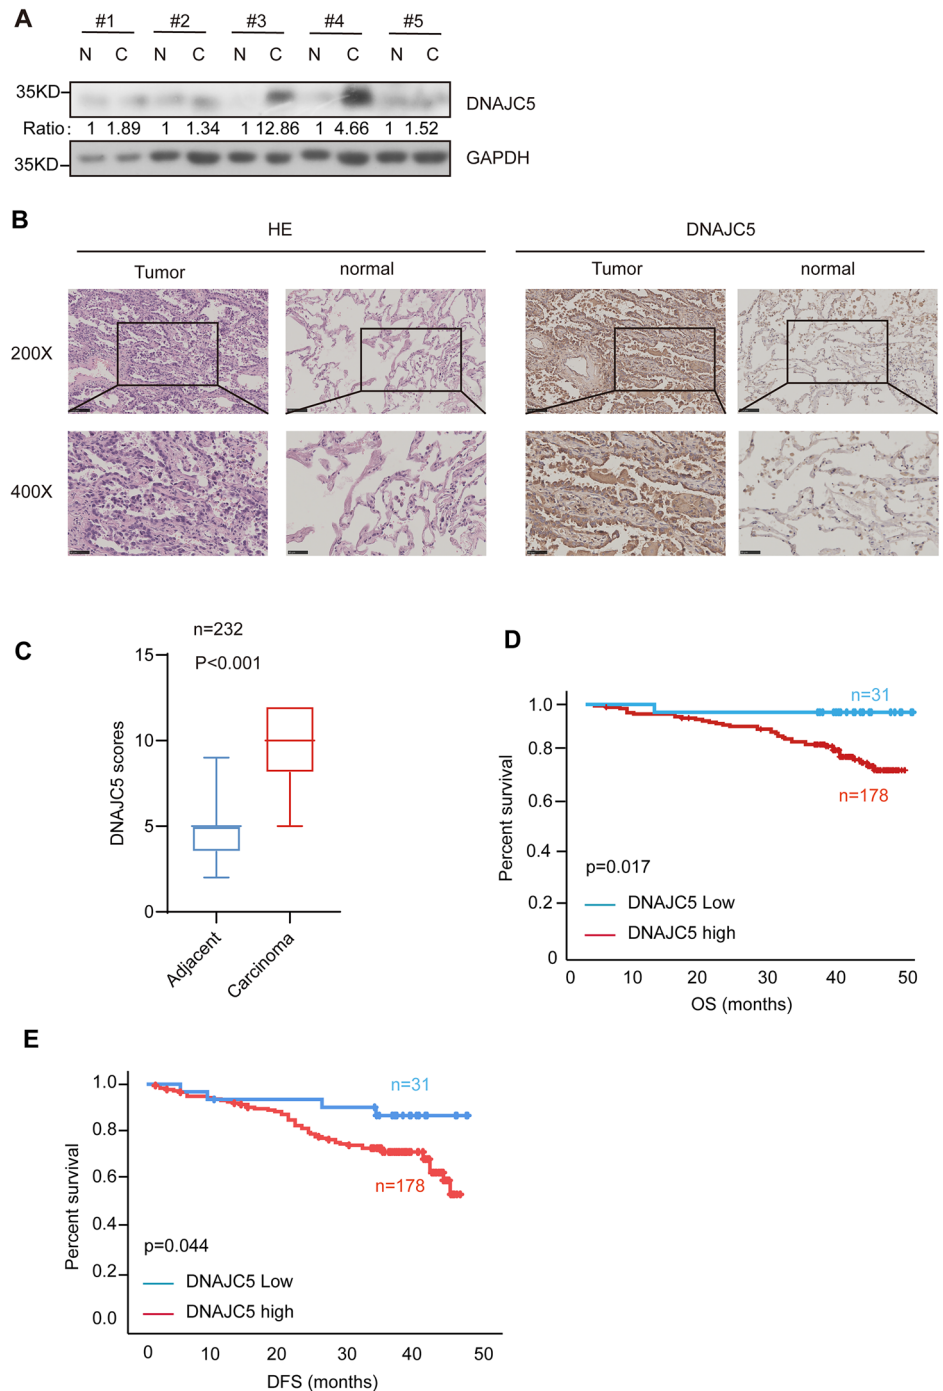 A
#1 #2 #3 #4 #5
N C N C N C N C N C
35KD
DNAJC5
Ratio: 1 1.89 1 1.34 1 12.86 1 4.66 1 1.52
35KD
GAPDH
B
HE DNAJC5
Tumor normal Tumor normal
200X
400X
C
n=232
P<0.001
15
10
5
0
DNAJC5 scores
Adjacent
Carcinoma
D
n=31
n=178
1.0
0.8
0.6
0.4
0.2
0
Percent survival
p=0.017
DNAJC5 Low
DNAJC5 high
0 10 20 30 40 50
OS (months)
E
n=31
n=178
1.0
0.8
0.6
0.4
0.2
0.0
Percent survival
p=0.044
DNAJC5 Low
DNAJC5 high
0 10 20 30 40 50
DFS (months)